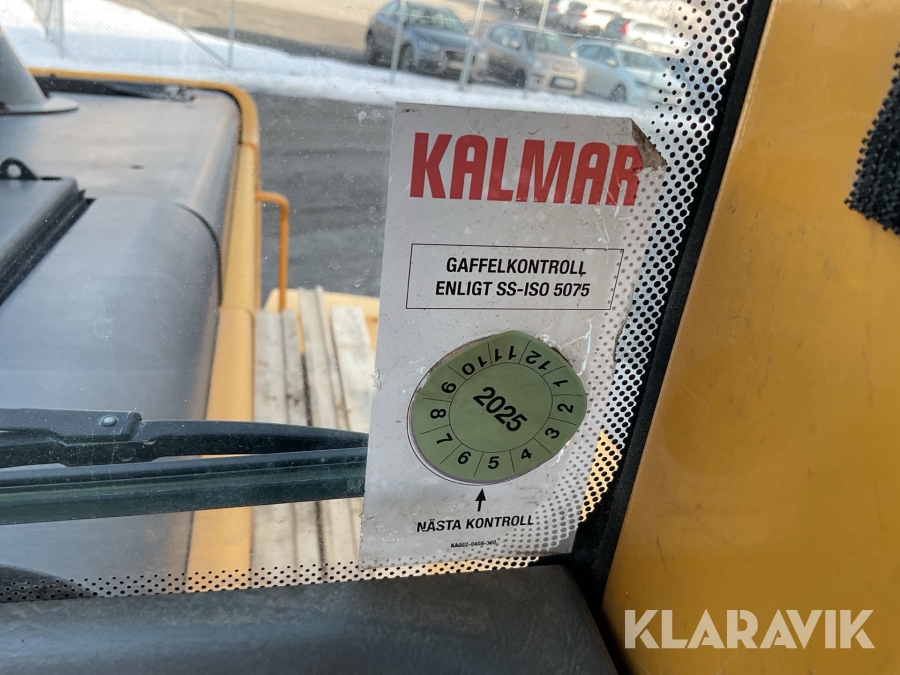 KALMAR
GAFFELKONTROLL
ENLIGT SS-ISO 5075
1 2 3 4 5 6 7 8 9 10 11 12
2025
NÄSTA KONTROLL
KLARAVIK